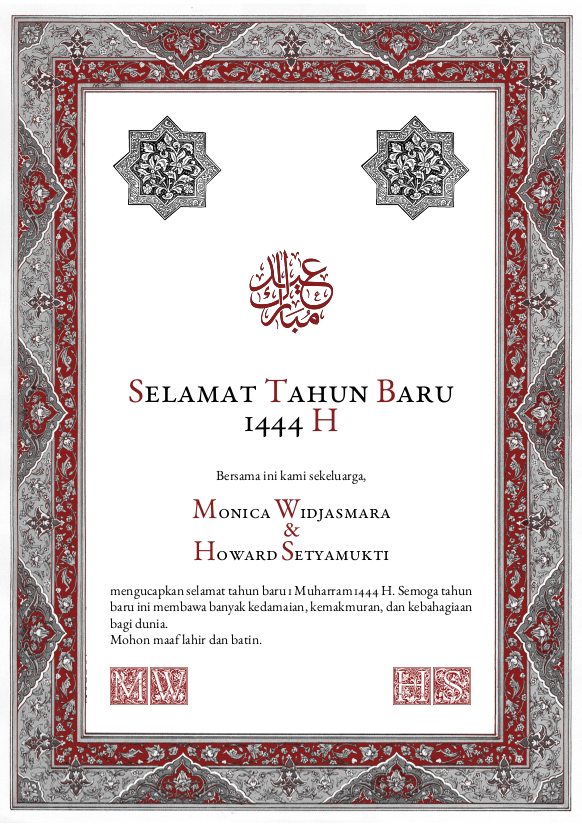 عيد مبارك
Selamat Tahun Baru
1444 H
Bersama ini kami sekeluarga,
Monica Widjasmara
&
Howard Setyamukti
mengucapkan selamat tahun baru 1 Muharram 1444 H. Semoga tahun
baru ini membawa banyak kedamaian, kemakmuran, dan kebahagiaan
bagi dunia.
Mohon maaf lahir dan batin.
MW HS